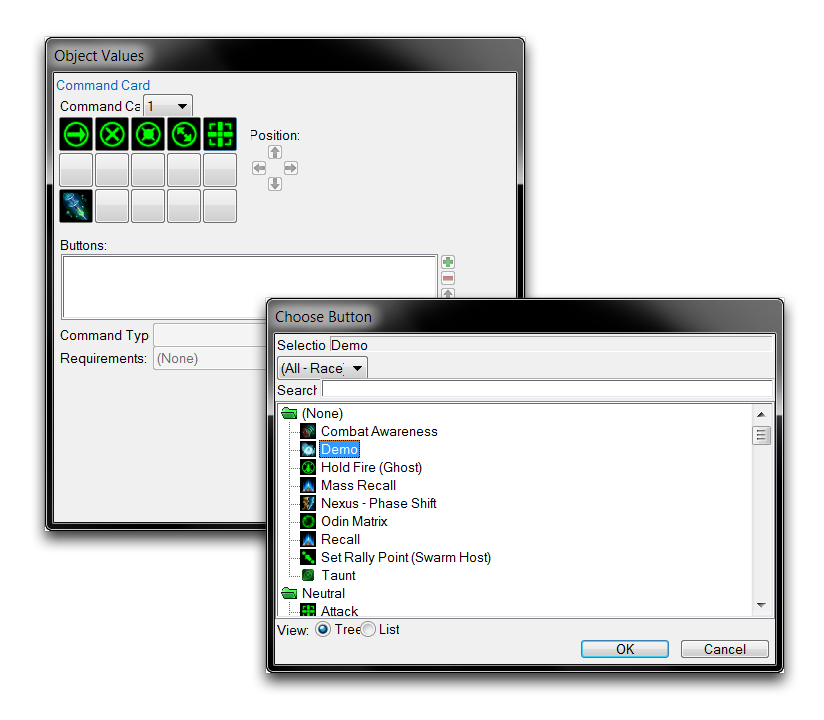 Object Values
Command Card
Command Ca 1
Position:
Buttons:
Command Typ
Requirements: (None)
Choose Button
Selectio Demo
(All - Race)
Search
(None)
Combat Awareness
Demo
Hold Fire (Ghost)
Mass Recall
Nexus - Phase Shift
Odin Matrix
Recall
Set Rally Point (Swarm Host)
Taunt
Neutral
Attack
View: Tree List
OK Cancel